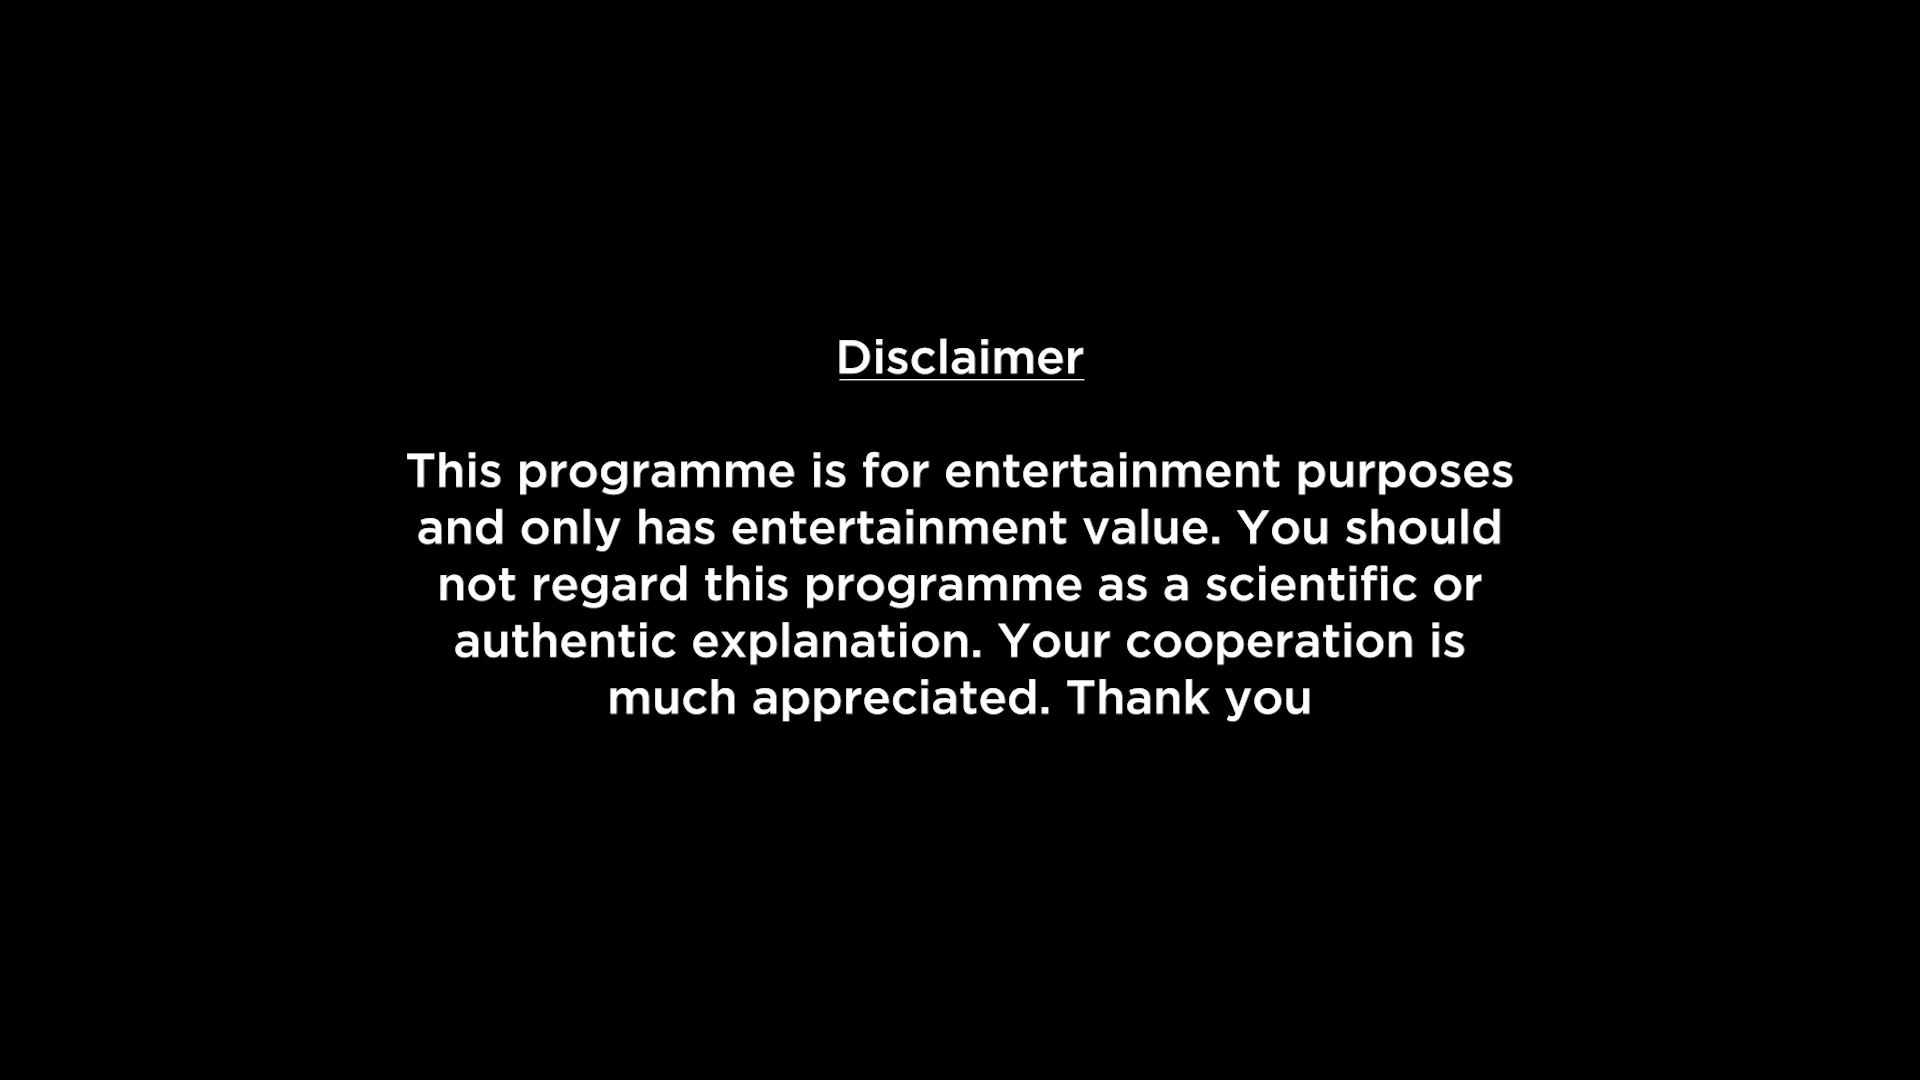 Disclaimer
This programme is for entertainment purposes
and only has entertainment value. You should
not regard this programme as a scientific or
authentic explanation. Your cooperation is
much appreciated. Thank you